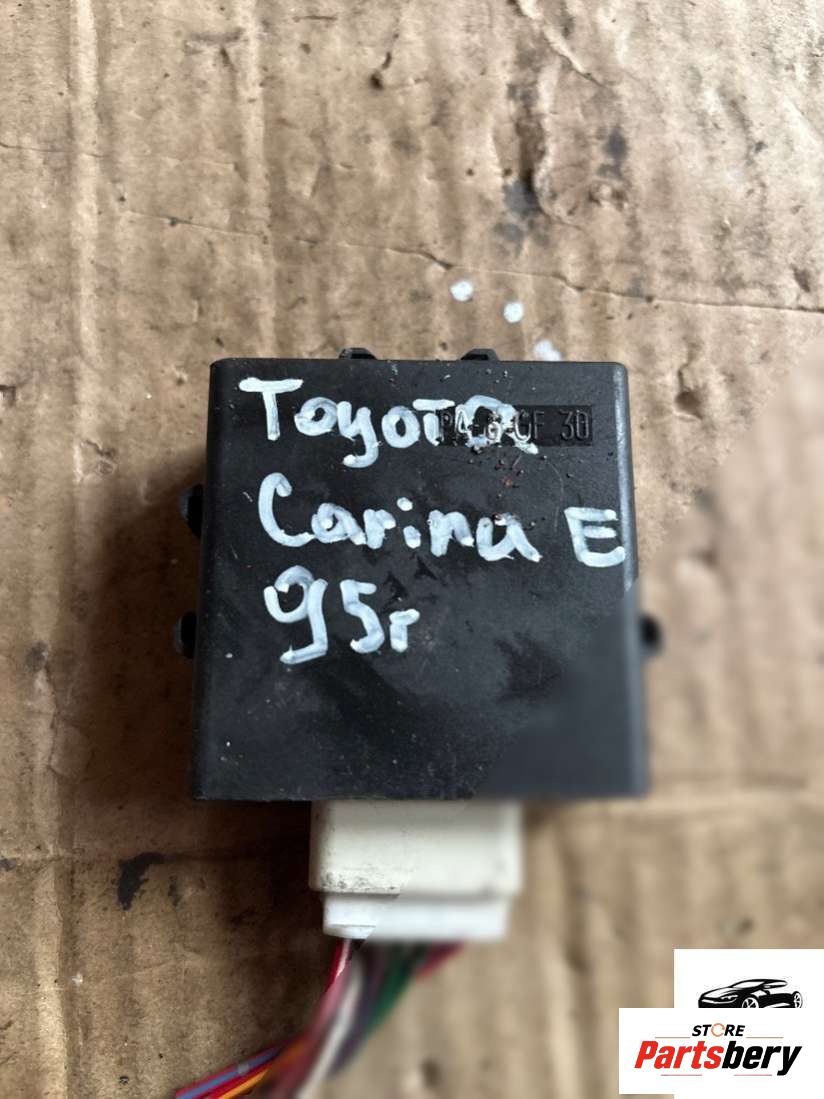 Toyota
Carina E
95г
STORE
Partsbery